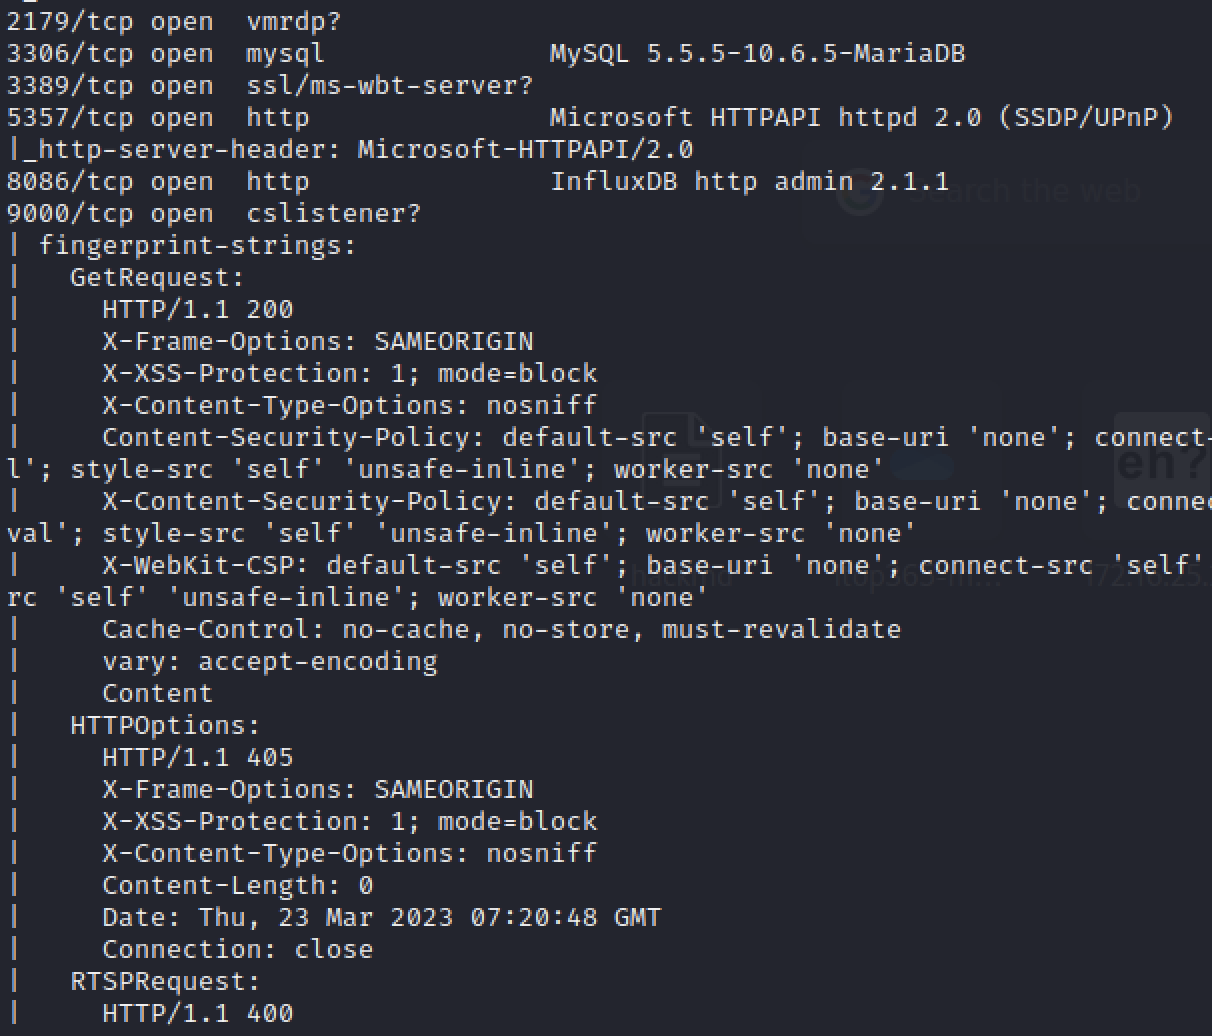 2179/tcp open  vmrdp?
3306/tcp open  mysql               MySQL 5.5.5-10.6.5-MariaDB
3389/tcp open  ssl/ms-wbt-server?
5357/tcp open  http                Microsoft HTTPAPI httpd 2.0 (SSDP/UPnP)
|_http-server-header: Microsoft-HTTPAPI/2.0
8086/tcp open  http                InfluxDB http admin 2.1.1
Search the web
9000/tcp open  cslistener?
| fingerprint-strings:
|   GetRequest:
|     HTTP/1.1 200
|     X-Frame-Options: SAMEORIGIN
|     X-XSS-Protection: 1; mode=block
|     X-Content-Type-Options: nosniff
|     Content-Security-Policy: default-src 'self'; base-uri 'none'; connect-
l'; style-src 'self' 'unsafe-inline'; worker-src 'none'
eh?
|     X-Content-Security-Policy: default-src 'self'; base-uri 'none'; connec
val'; style-src 'self' 'unsafe-inline'; worker-src 'none'
|     X-WebKit-CSP: default-src 'self'; base-uri 'none'; connect-src 'self'
rc 'self' 'unsafe-inline'; worker-src 'none'
|     Cache-Control: no-cache, no-store, must-revalidate
|     vary: accept-encoding
|     Content
|   HTTPOptions:
|     HTTP/1.1 405
|     X-Frame-Options: SAMEORIGIN
|     X-XSS-Protection: 1; mode=block
|     X-Content-Type-Options: nosniff
|     Content-Length: 0
|     Date: Thu, 23 Mar 2023 07:20:48 GMT
|     Connection: close
|   RTSPRequest:
|     HTTP/1.1 400